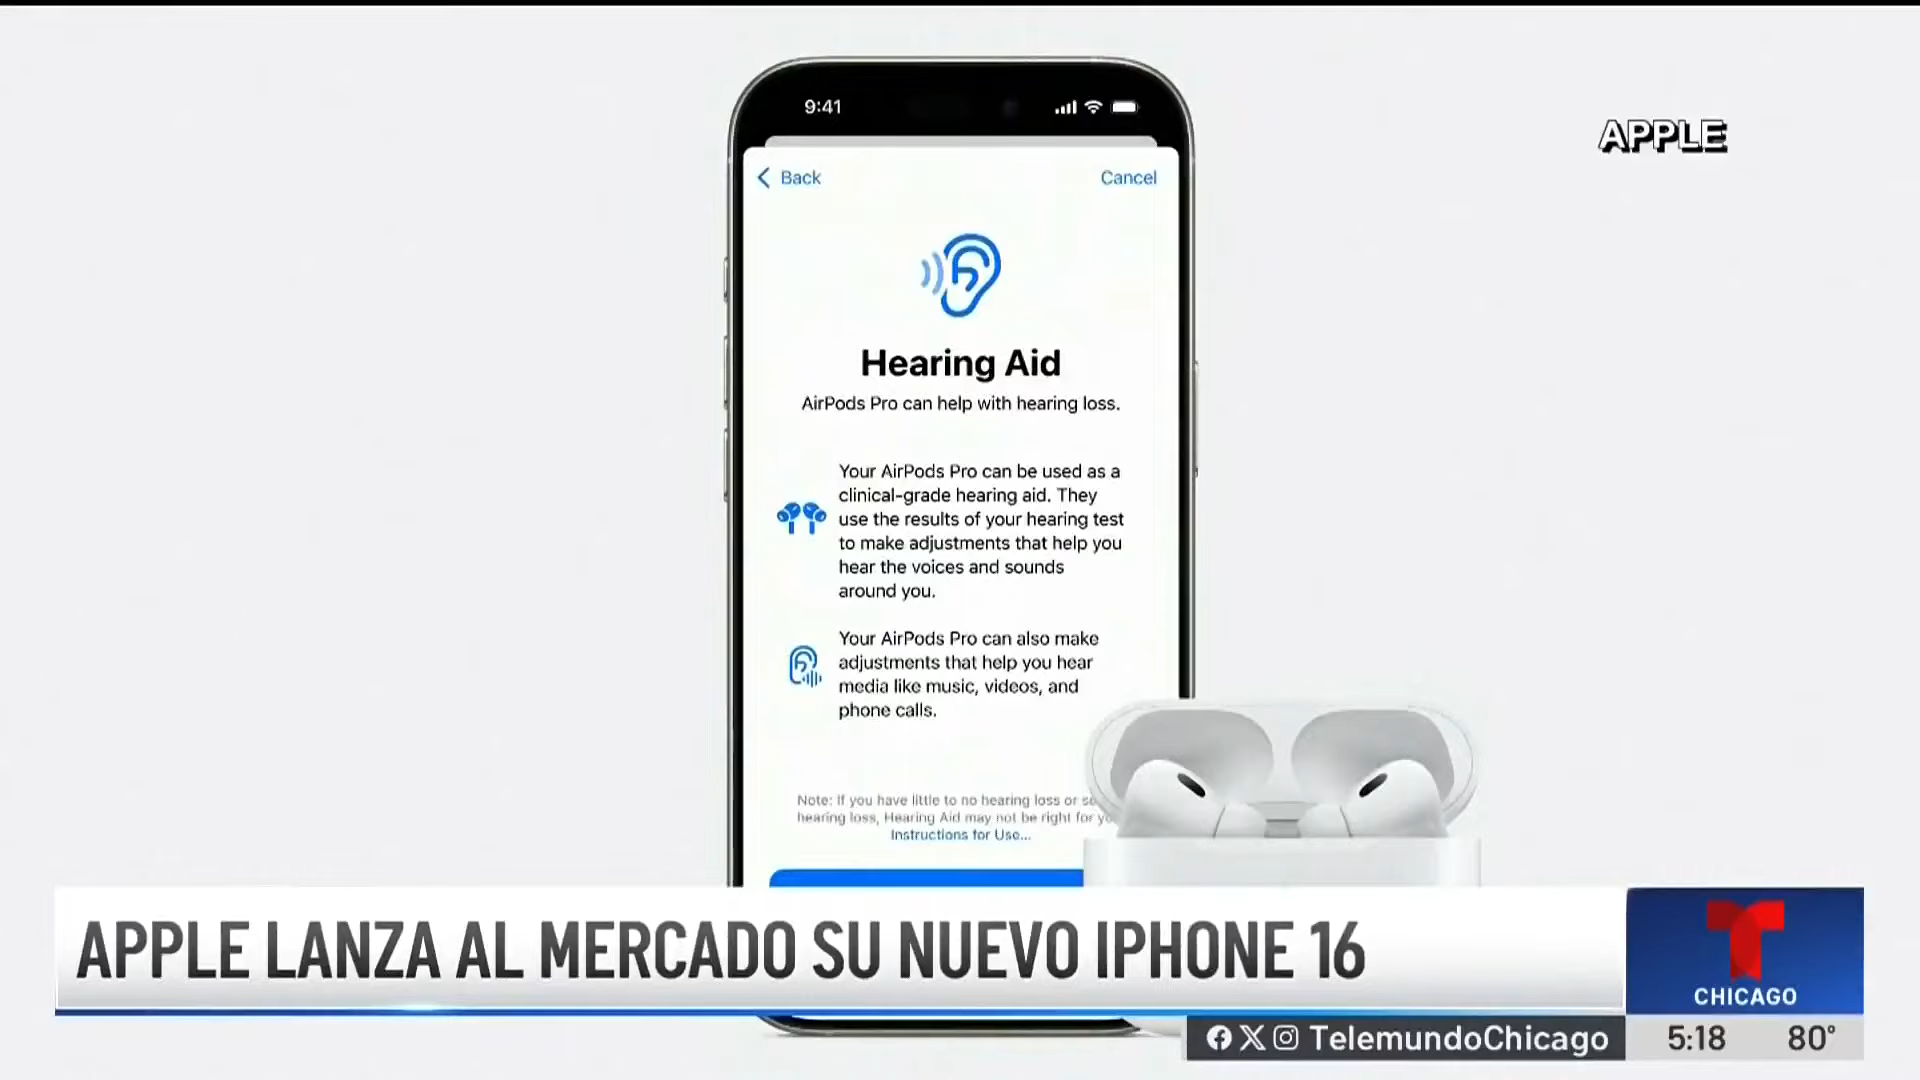 9:41
APPLE
Back
Cancel
Hearing Aid
AirPods Pro can help with hearing loss.
Your AirPods Pro can be used as a
clinical-grade hearing aid. They
use the results of your hearing test
to make adjustments that help you
hear the voices and sounds
around you.
Your AirPods Pro can also make
adjustments that help you hear
media like music, videos, and
phone calls.
Note: If you have little to no hearing loss or
hearing loss, Hearing Aid may not be right for
Instructions for Use...
APPLE LANZA AL MERCADO SU NUEVO IPHONE 16
CHICAGO
TelemundoChicago
5:18 80°